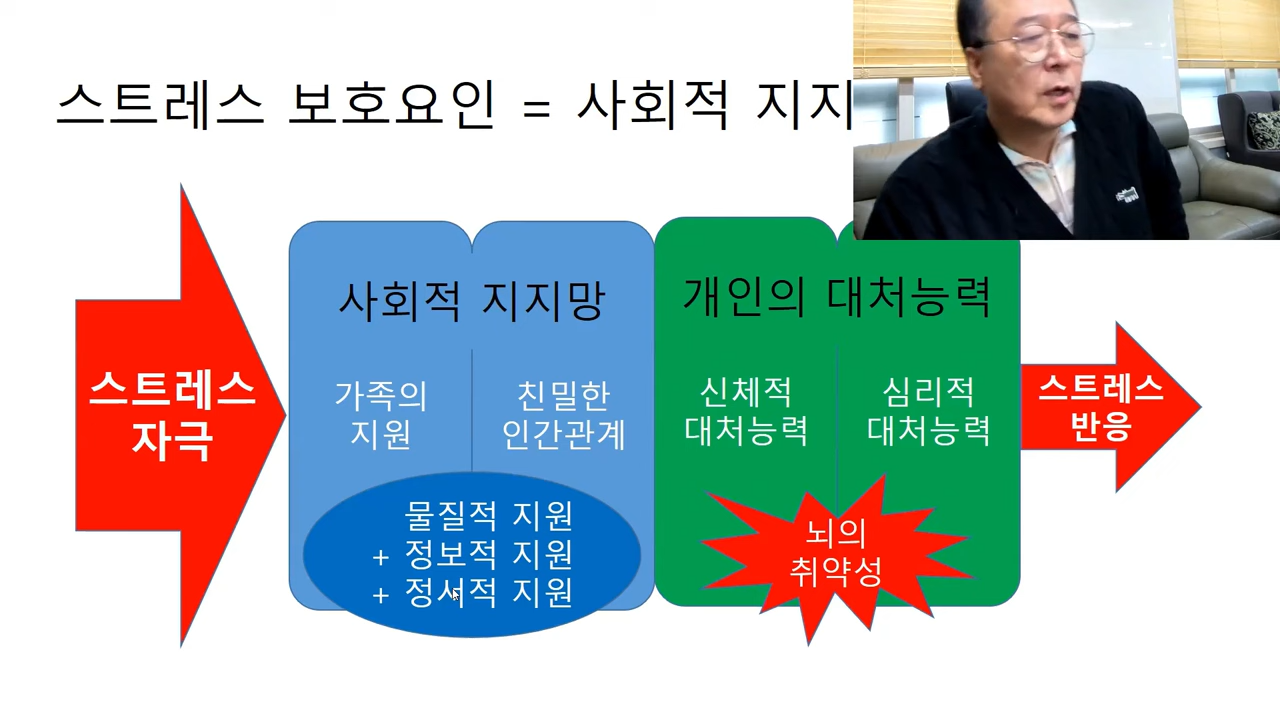 스트레스 보호요인 = 사회적 지지
사회적 지지망
개인의 대처능력
스트레스
자극
가족의
지원
친밀한
인간관계
신체적
대처능력
심리적
대처능력
스트레스
반응
물질적 지원
+ 정보적 지원
+ 정서적 지원
뇌의
취약성